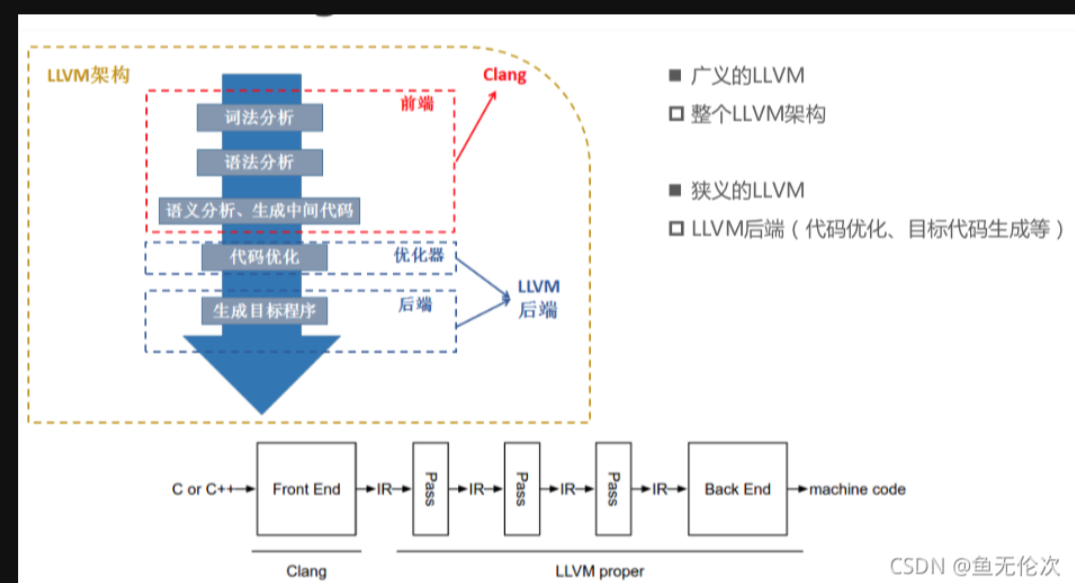 LLVM架构
Clang
前端
词法分析
语法分析
语义分析、生成中间代码
代码优化
优化器
生成目标程序
后端
LLVM
后端
■ 广义的LLVM
□ 整个LLVM架构
■ 狭义的LLVM
□ LLVM后端（代码优化、目标代码生成等）
C or C++ Front End IR Pass IR Pass IR Pass IR Back End machine code
Clang LLVM proper
CSDN @鱼无伦次